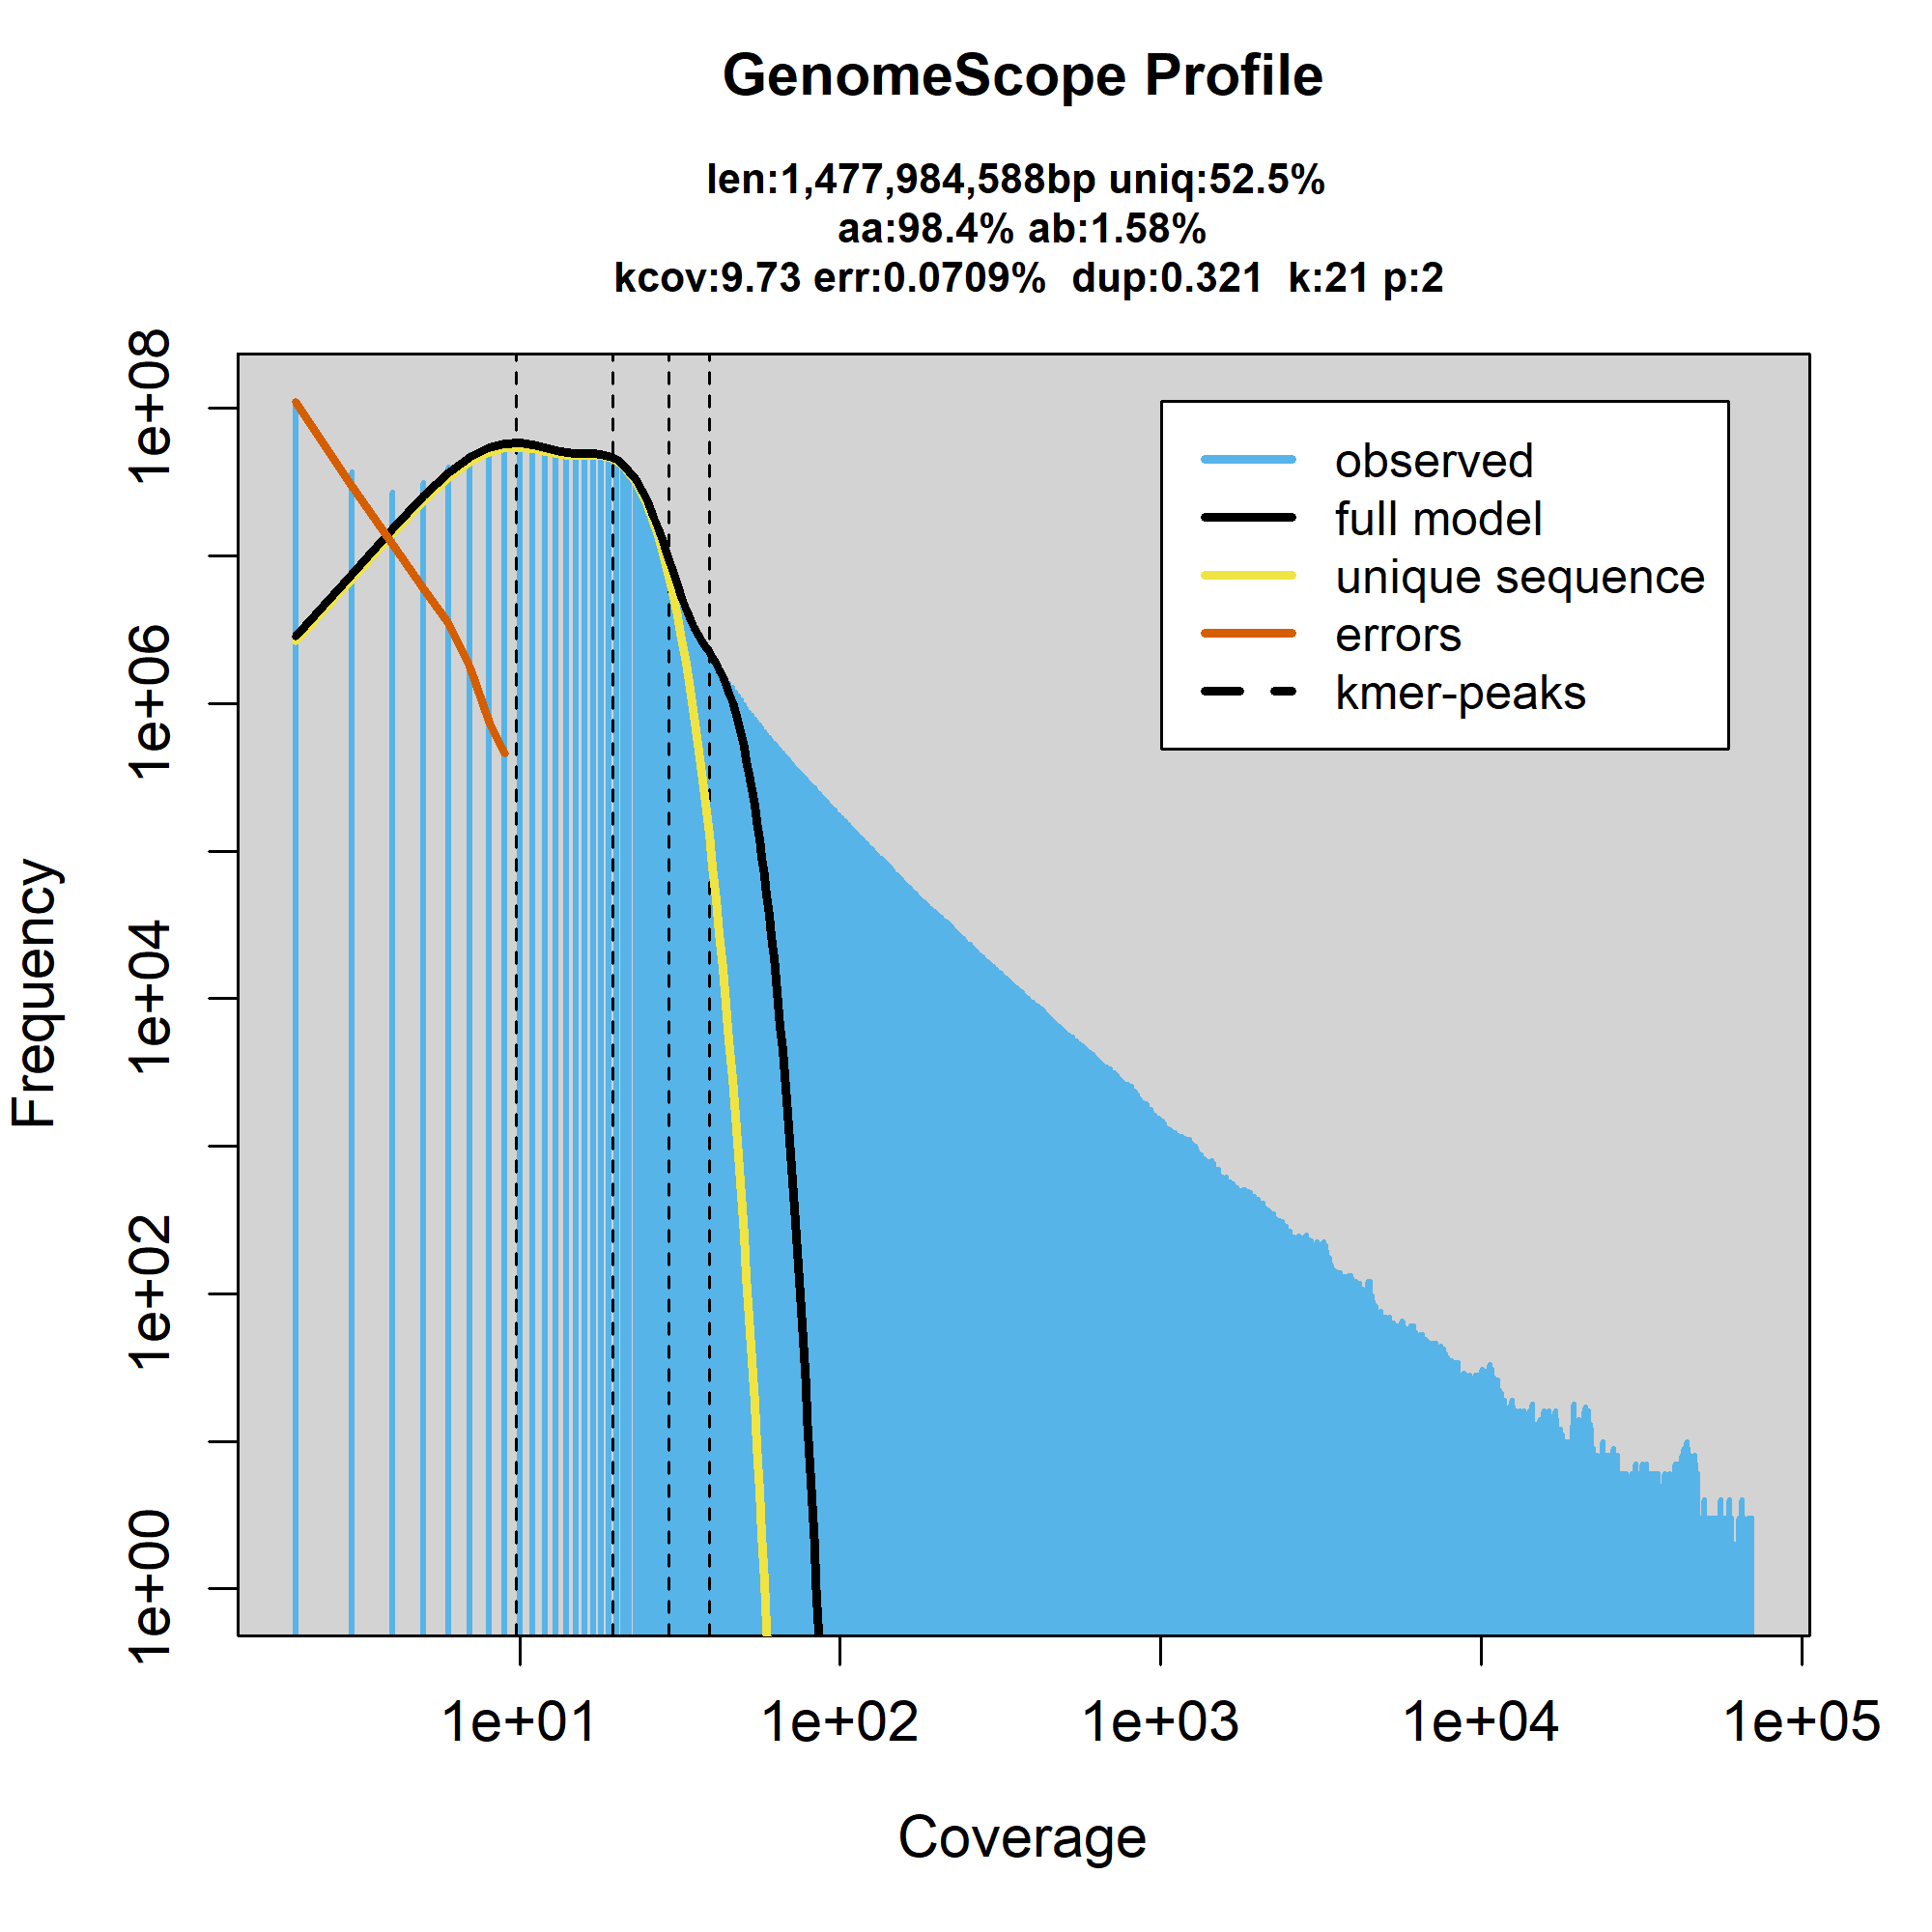 GenomeScope Profile
len:1,477,984,588bp uniq:52.5%
aa:98.4% ab:1.58%
kcov:9.73 err:0.0709% dup:0.321 k:21 p:2
observed
full model
unique sequence
errors
kmer-peaks
Frequency
1e+08
1e+06
1e+04
1e+02
1e+00
1e+01
1e+02
1e+03
1e+04
1e+05
Coverage